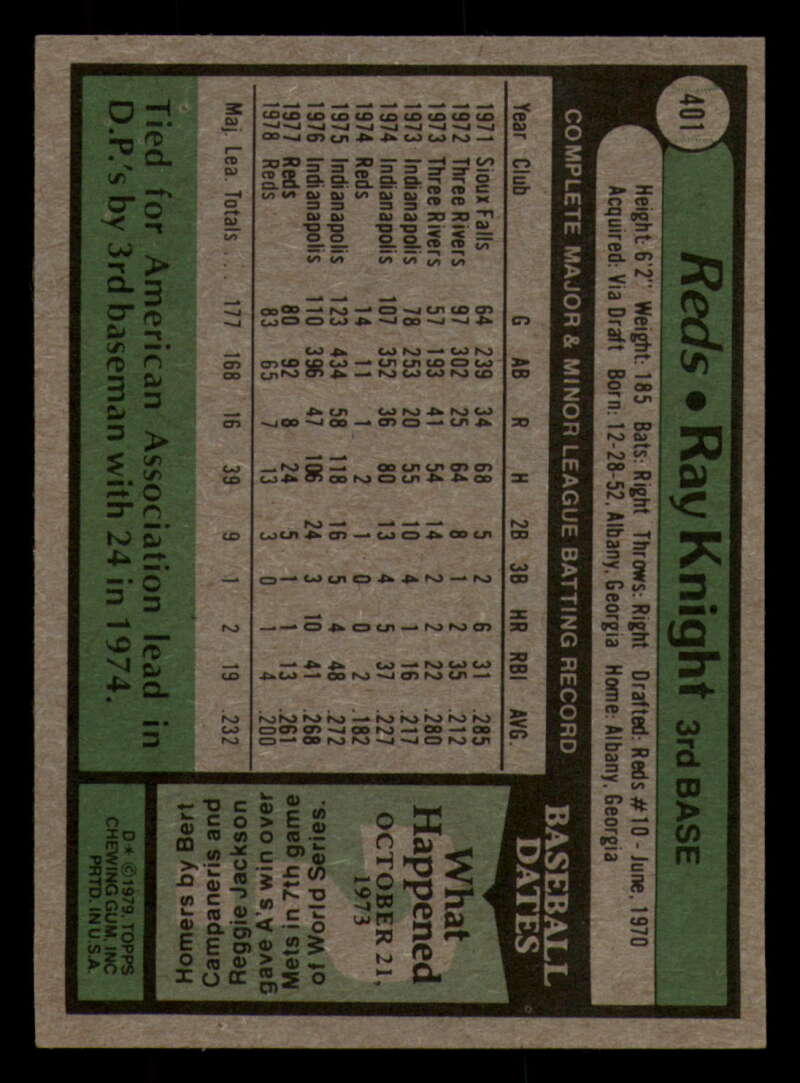 401
Reds • Ray Knight 3rd BASE
Height: 6'2" Weight: 185 Bats: Right Throws: Right Drafted: Reds #10 - June, 1970
Acquired: Via Draft Born: 12-28-52, Albany, Georgia Home: Albany, Georgia
COMPLETE MAJOR & MINOR LEAGUE BATTING RECORD
Year Club G AB R H 2B 3B HR RBI AVG.
1971 Sioux Falls 64 239 34 68 5 2 6 31 .285
1972 Three Rivers 97 302 25 64 8 1 2 35 .212
1973 Three Rivers 57 193 41 54 14 2 2 22 .280
1973 Indianapolis 78 253 20 55 10 4 1 16 .217
1974 Indianapolis 107 352 36 80 13 4 5 37 .227
1974 Reds 14 11 1 2 1 0 0 2 .182
1975 Indianapolis 123 434 58 118 16 5 4 48 .272
1976 Indianapolis 110 396 47 106 24 3 10 41 .268
1977 Reds 80 92 8 24 5 1 1 13 .261
1978 Reds 83 65 7 13 3 0 1 4 .200
Maj. Lea. Totals . . . 177 168 16 39 9 1 2 19 .232
Tied for American Association lead in
D.P.'s by 3rd baseman with 24 in 1974.
BASEBALL
DATES
What
Happened
OCTOBER 21,
1973
Homers by Bert
Campaneris and
Reggie Jackson
gave A's win over
Mets in 7th game
of World Series.
D* ©1979, TOPPS
CHEWING GUM, INC
PRTD. IN U.S.A.